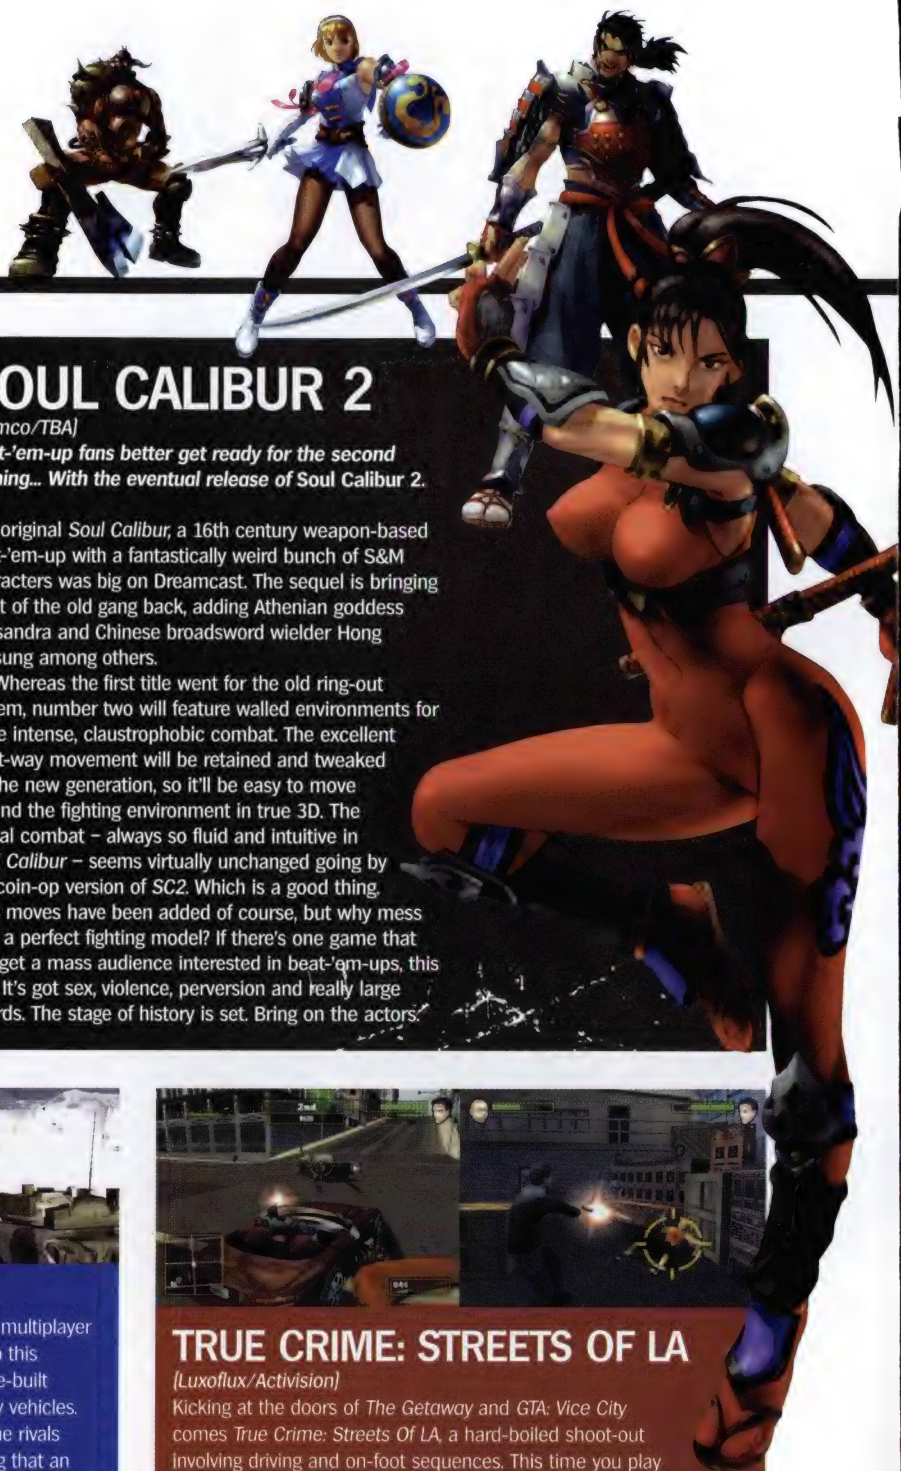 OUL CALIBUR 2
mco/TBA)
t-'em-up fans better get ready for the second
ning... With the eventual release of Soul Calibur 2.
original Soul Calibur, a 16th century weapon-based
t-'em-up with a fantastically weird bunch of S&M
racters was big on Dreamcast. The sequel is bringing
t of the old gang back, adding Athenian goddess
sandra and Chinese broadsword wielder Hong
sung among others.
Whereas the first title went for the old ring-out
em, number two will feature walled environments for
e intense, claustrophobic combat. The excellent
t-way movement will be retained and tweaked
he new generation, so it'll be easy to move
nd the fighting environment in true 3D. The
al combat – always so fluid and intuitive in
Calibur – seems virtually unchanged going by
coin-op version of SC2. Which is a good thing.
moves have been added of course, but why mess
a perfect fighting model? If there's one game that
get a mass audience interested in beat-'em-ups, this
It's got sex, violence, perversion and really large
rds. The stage of history is set. Bring on the actors.
multiplayer
this
e-built
y vehicles.
e rivals
g that an
2nd
TRUE CRIME: STREETS OF LA
(Luxoflux/Activision)
Kicking at the doors of The Getaway and GTA: Vice City
comes True Crime: Streets Of LA, a hard-boiled shoot-out
involving driving and on-foot sequences. This time you play